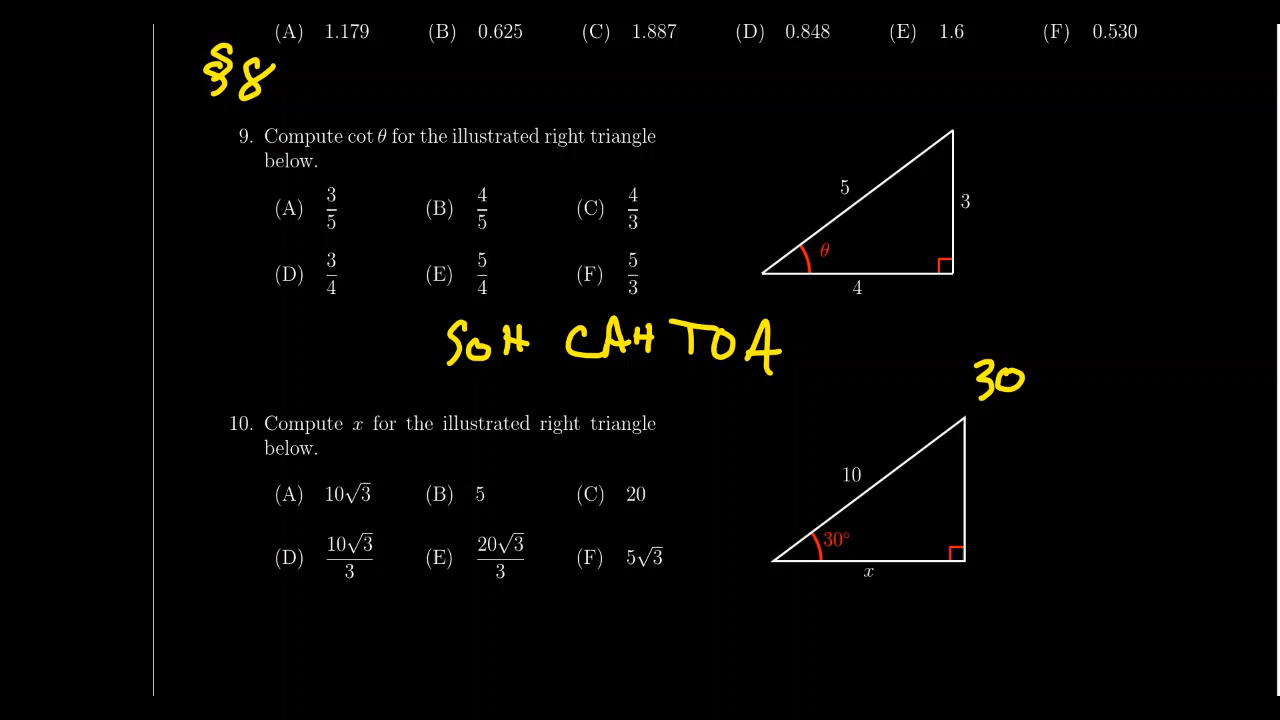 (A) 1.179 (B) 0.625 (C) 1.887 (D) 0.848 (E) 1.6 (F) 0.530
§8
9. Compute cot θ for the illustrated right triangle
below.
(A) 3/5 (B) 4/5 (C) 4/3
(D) 3/4 (E) 5/4 (F) 5/3
5
3
θ
4
SOH CAH TOA
30
10. Compute x for the illustrated right triangle
below.
(A) 10√3 (B) 5 (C) 20
(D) 10√3/3 (E) 20√3/3 (F) 5√3
10
30°
x